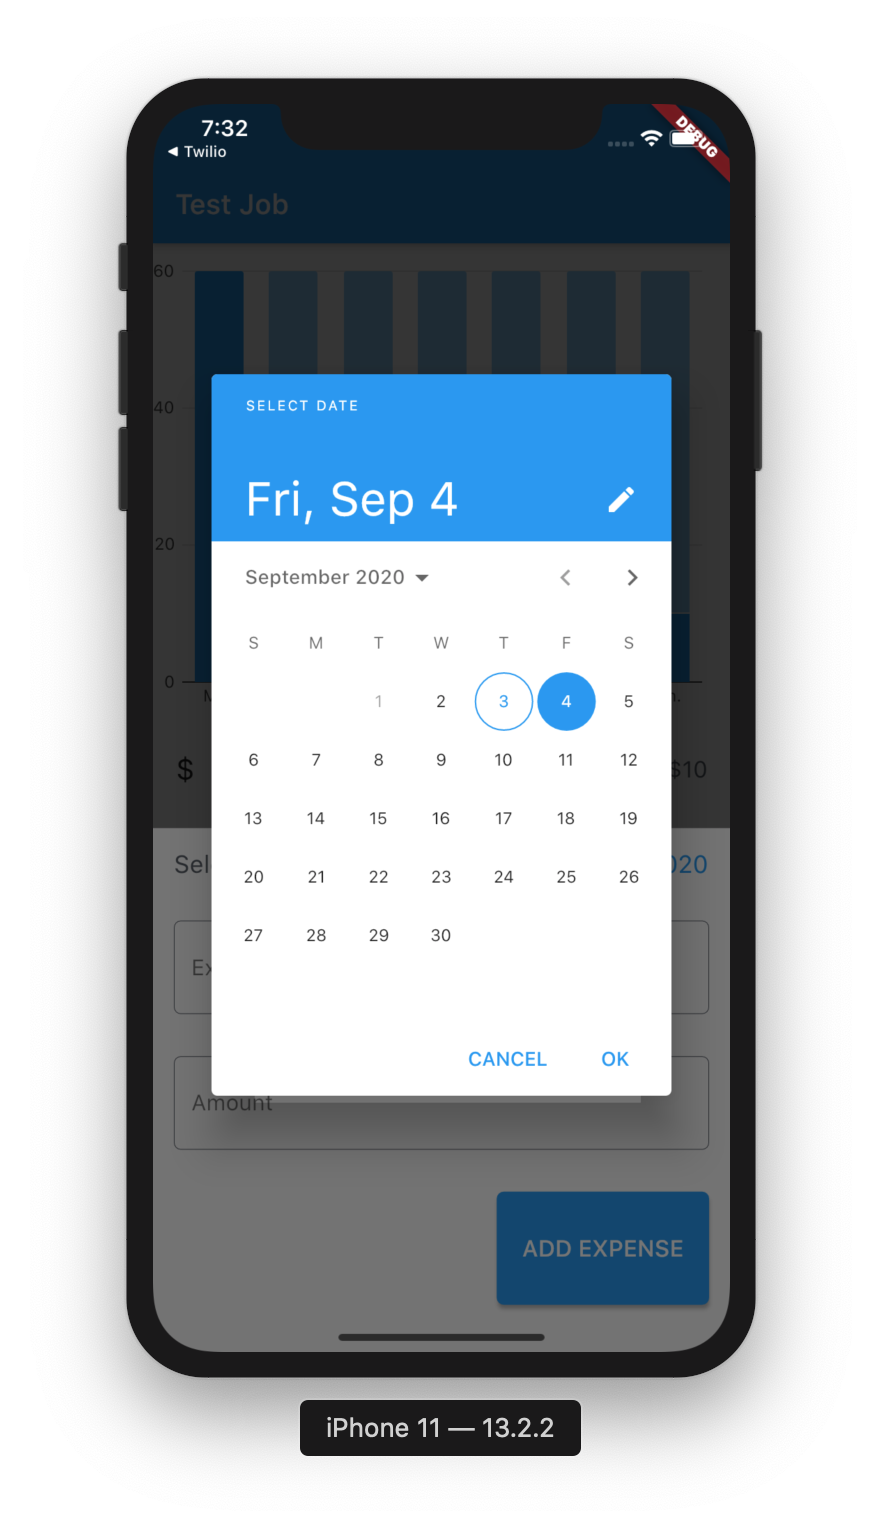 7:32
◀ Twilio
DEBUG
Test Job
60
40
20
0
SELECT DATE
Fri, Sep 4
September 2020
S M T W T F S
1 2 3 4 5
6 7 8 9 10 11 12
13 14 15 16 17 18 19
20 21 22 23 24 25 26
27 28 29 30
CANCEL OK
$ $10
Amount
ADD EXPENSE
iPhone 11 — 13.2.2